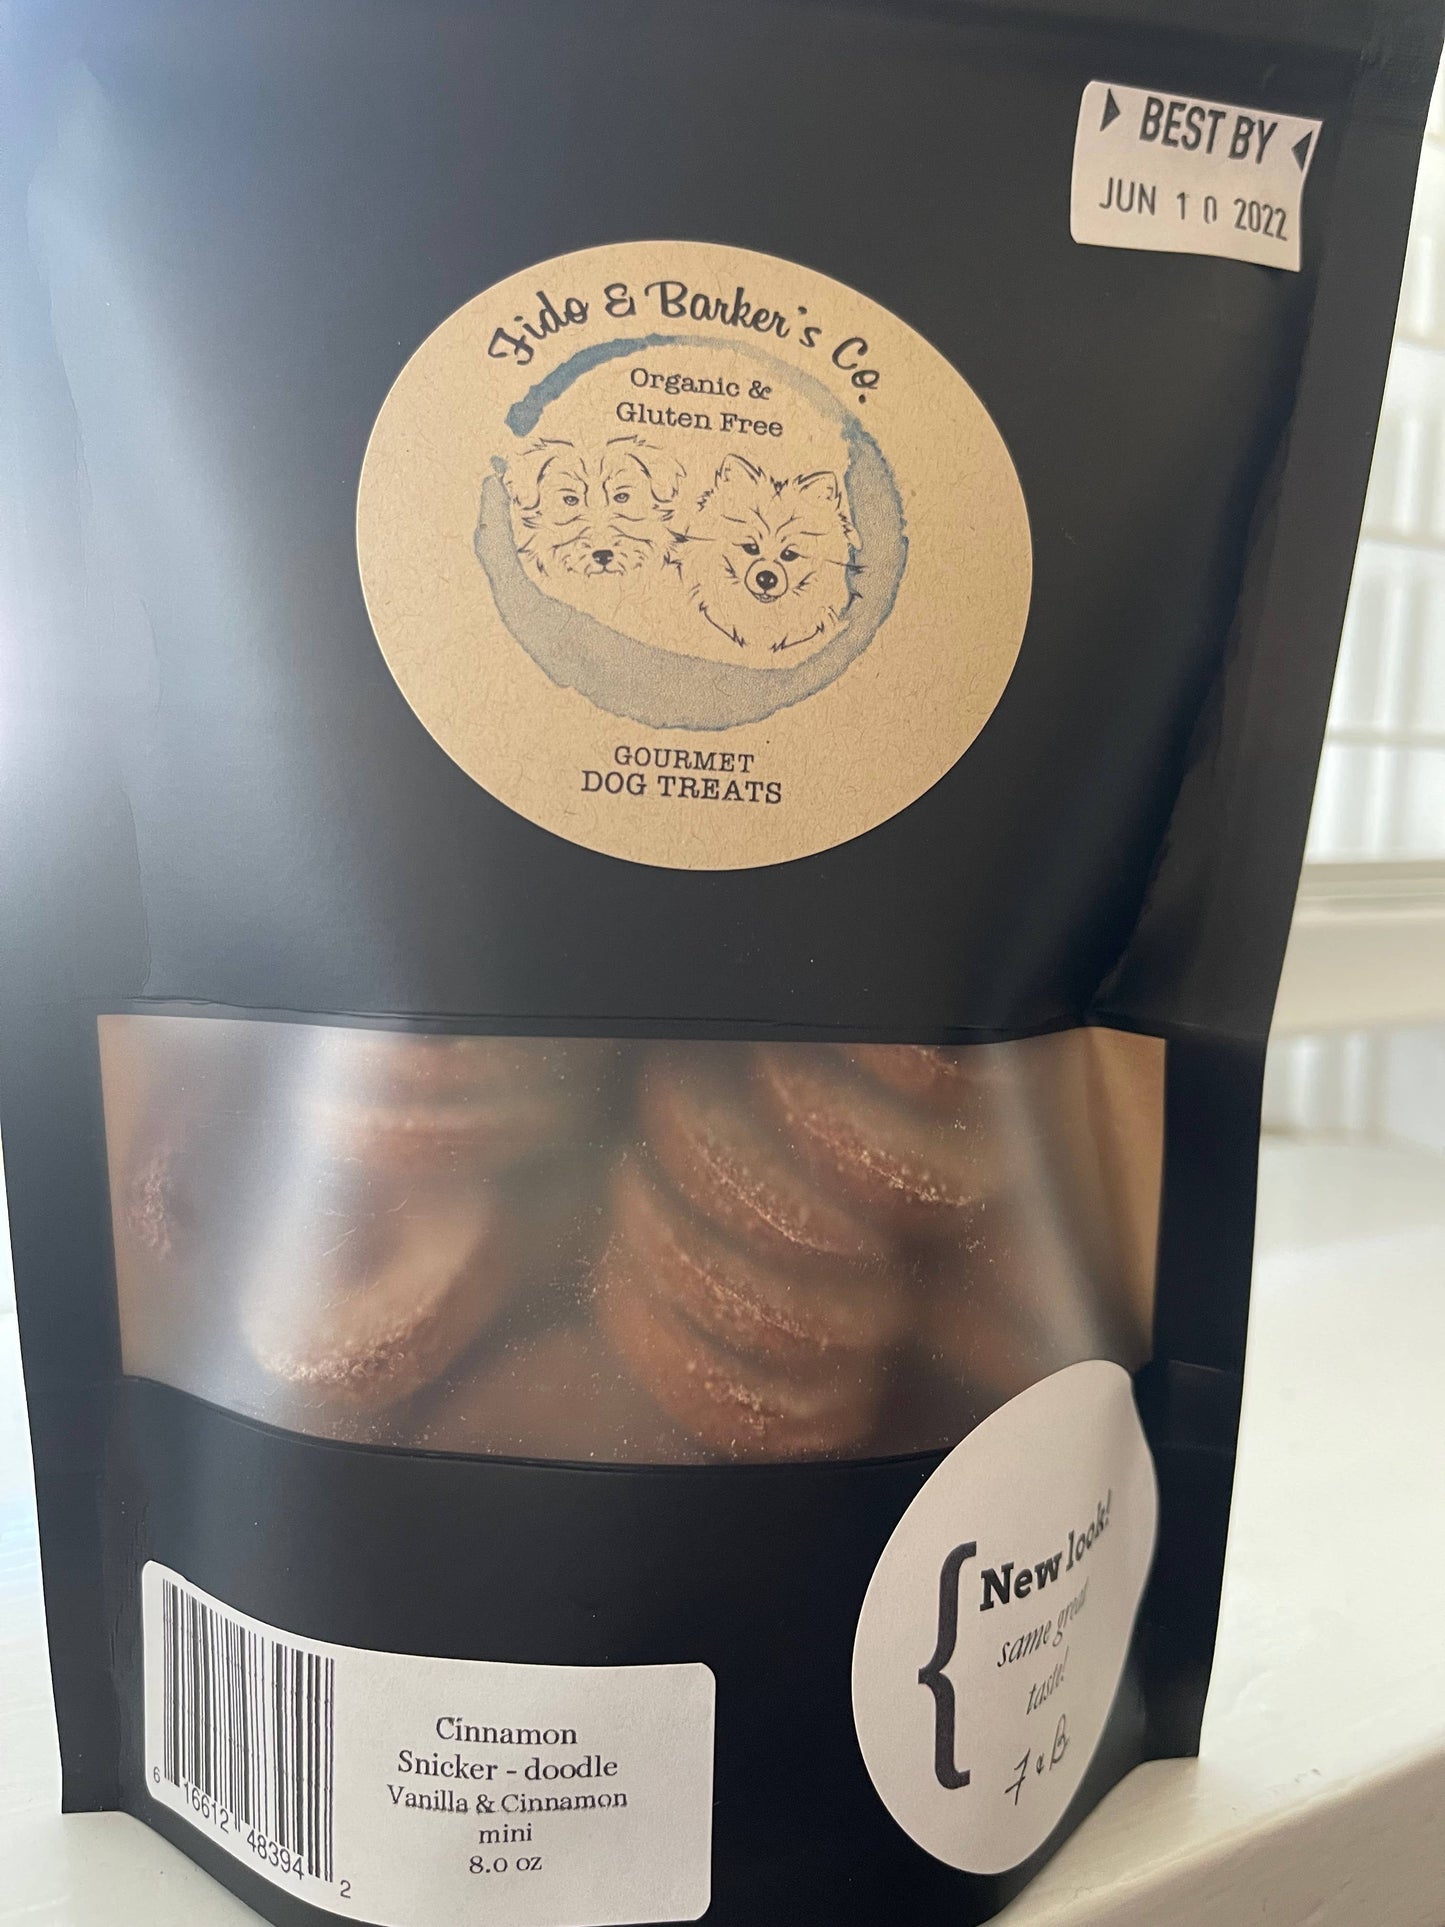 BEST BY
JUN 10 2022
Fido & Barker's Co.
Organic &
Gluten Free
GOURMET
DOG TREATS
New look!
same great
taste!
F & B
Cinnamon
Snicker - doodle
Vanilla & Cinnamon
mini
8.0 oz
6 16612 48394 2